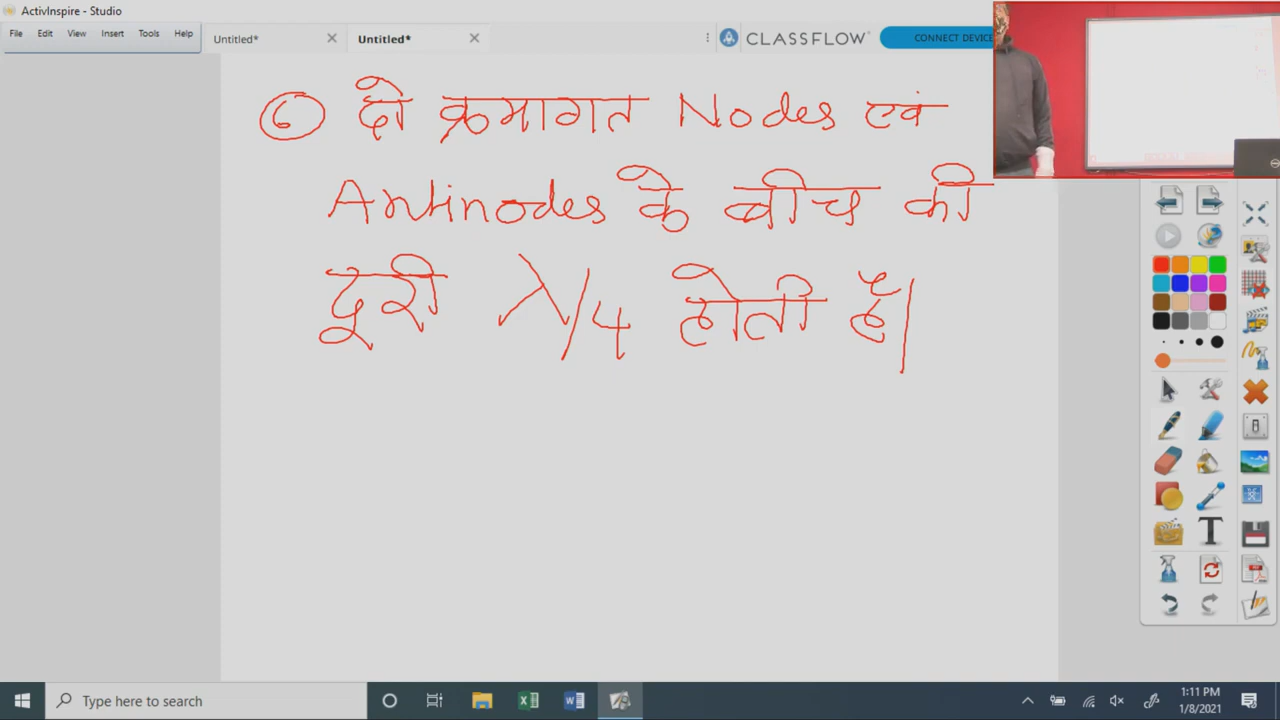 ActivInspire - Studio
File Edit View Insert Tools Help
Untitled* Untitled*
CLASSFLOW
CONNECT DEVICE
⑥ दो क्रमागत Nodes एवं
Antinodes के बीच की
दूरी λ/4 होती है|
Type here to search
1:11 PM
1/8/2021